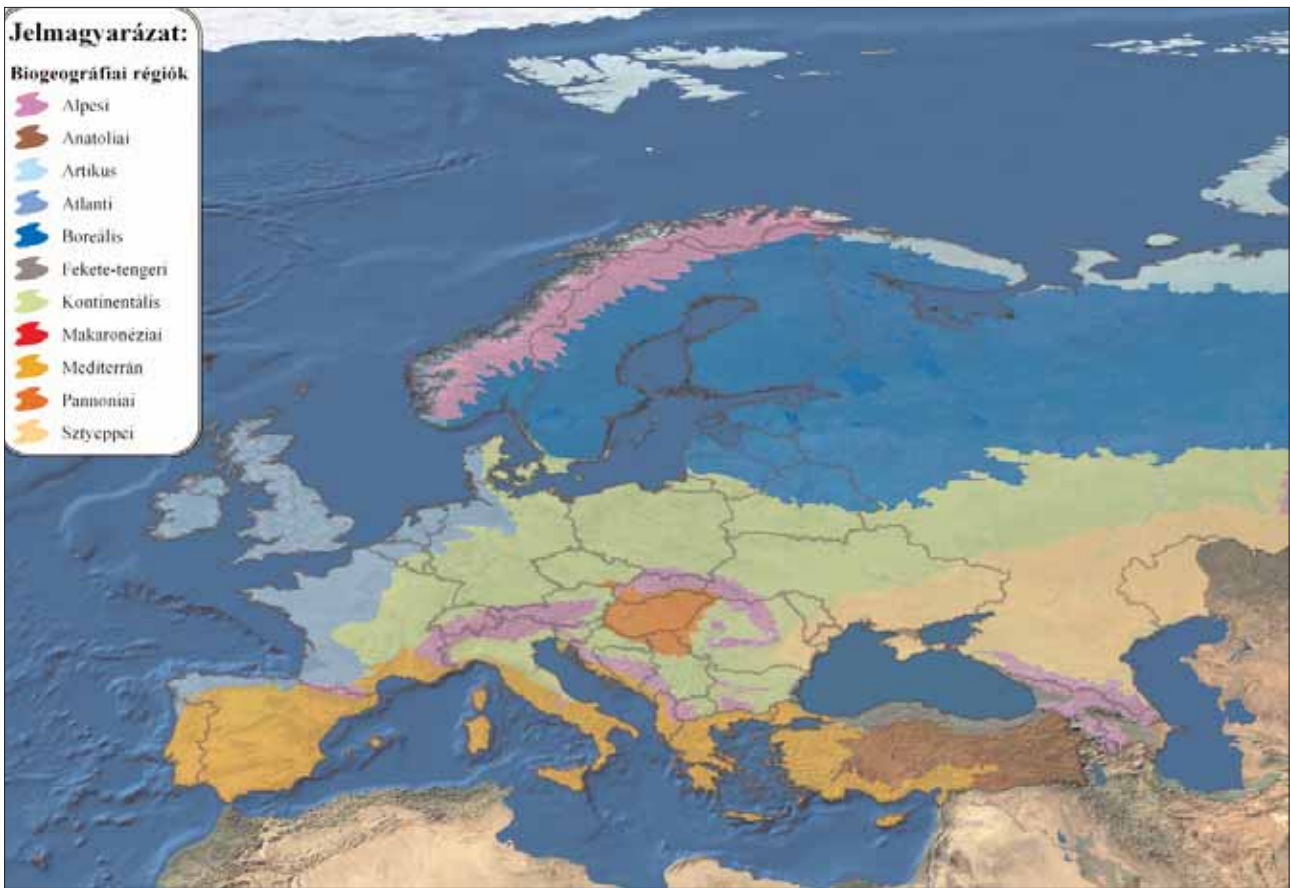 Jelmagyarázat:
Biogeográfiai régiók
Alpesi
Anatoliai
Artikus
Atlanti
Boreális
Fekete-tengeri
Kontinentális
Makaronéziai
Mediterrán
Pannoniai
Sztyeppei